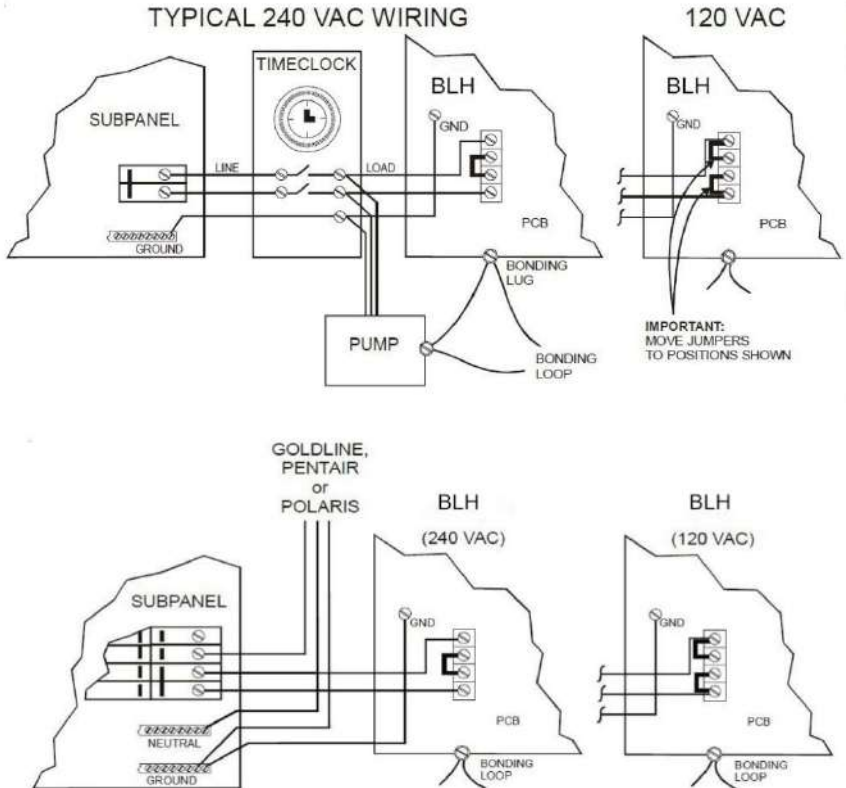 TYPICAL 240 VAC WIRING
120 VAC
TIMECLOCK
BLH
BLH
SUBPANEL
GND
GND
LINE
LOAD
PCB
PCB
GROUND
BONDING
LUG
PUMP
BONDING
LOOP
IMPORTANT:
MOVE JUMPERS
TO POSITIONS SHOWN
GOLDLINE,
PENTAIR
or
POLARIS
BLH
(240 VAC)
BLH
(120 VAC)
SUBPANEL
GND
GND
PCB
PCB
NEUTRAL
GROUND
BONDING
LOOP
BONDING
LOOP